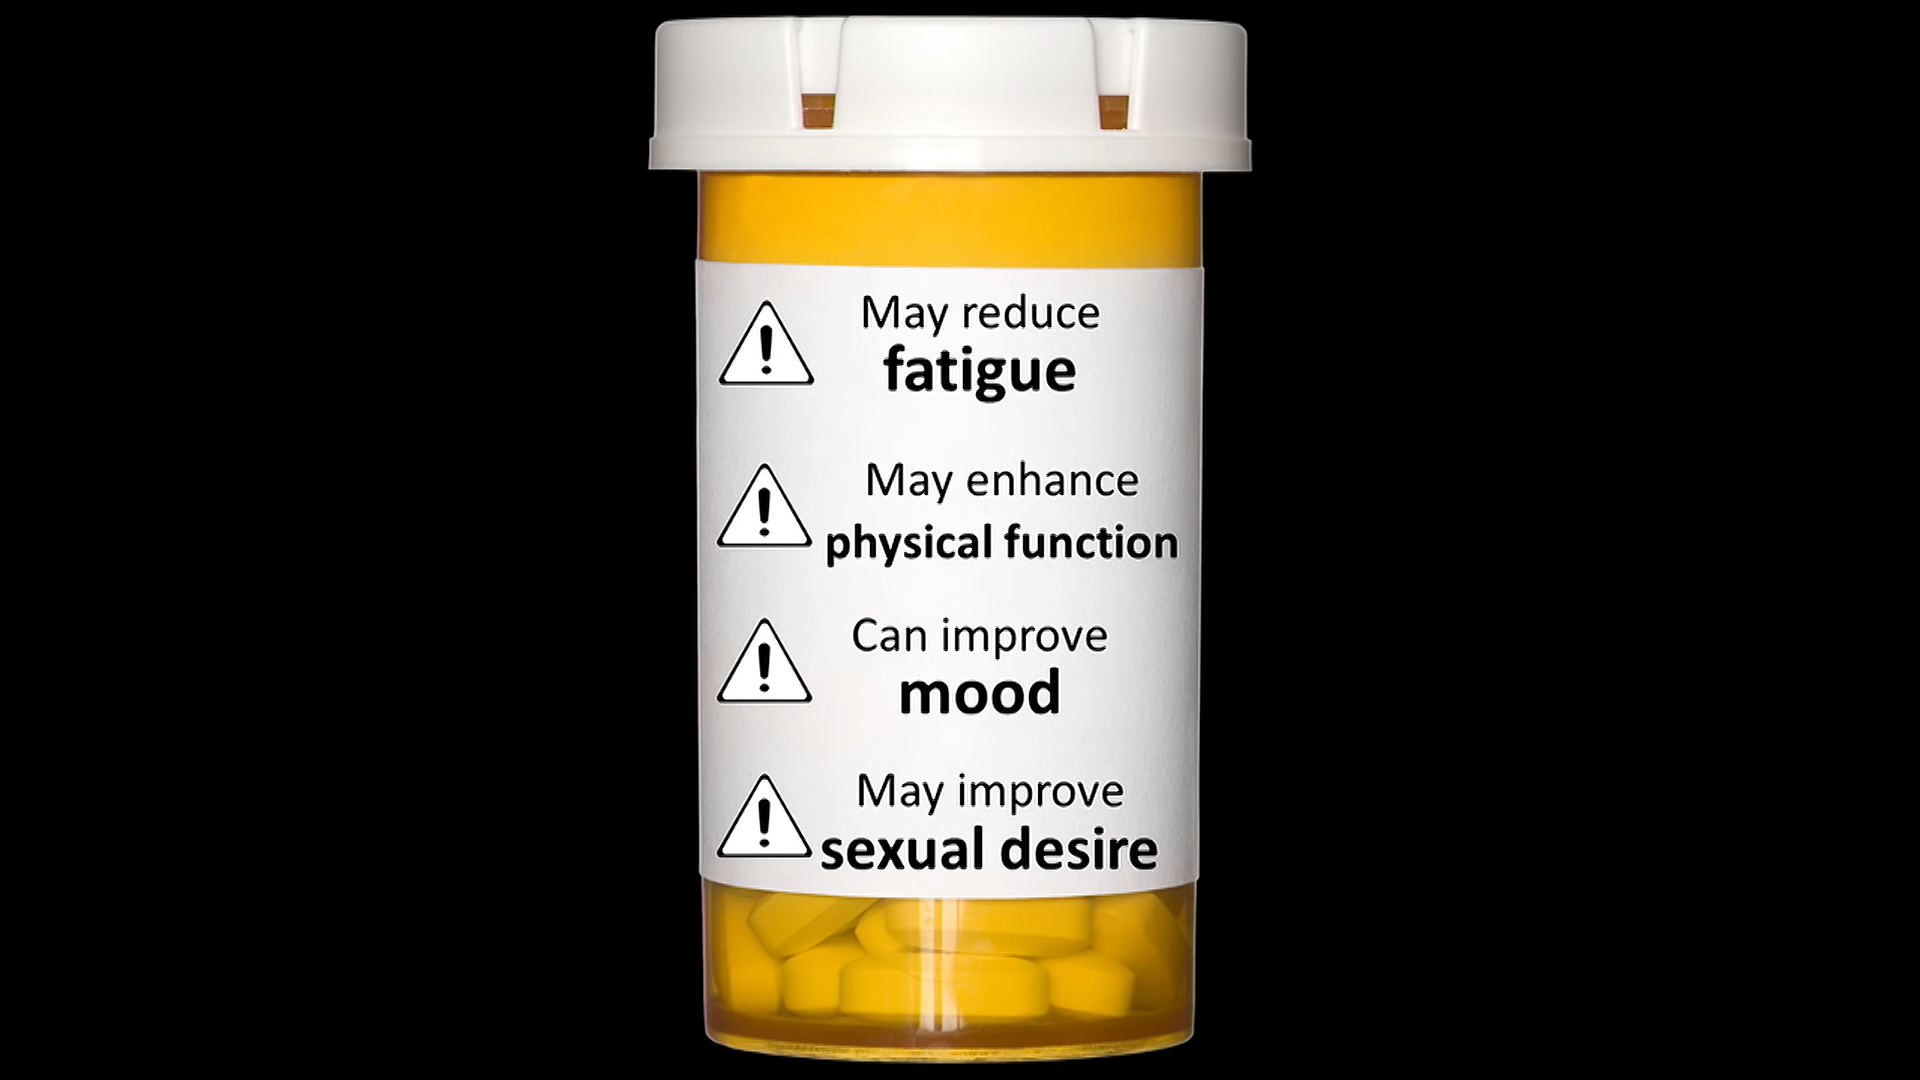 May reduce
fatigue
May enhance
physical function
Can improve
mood
May improve
sexual desire